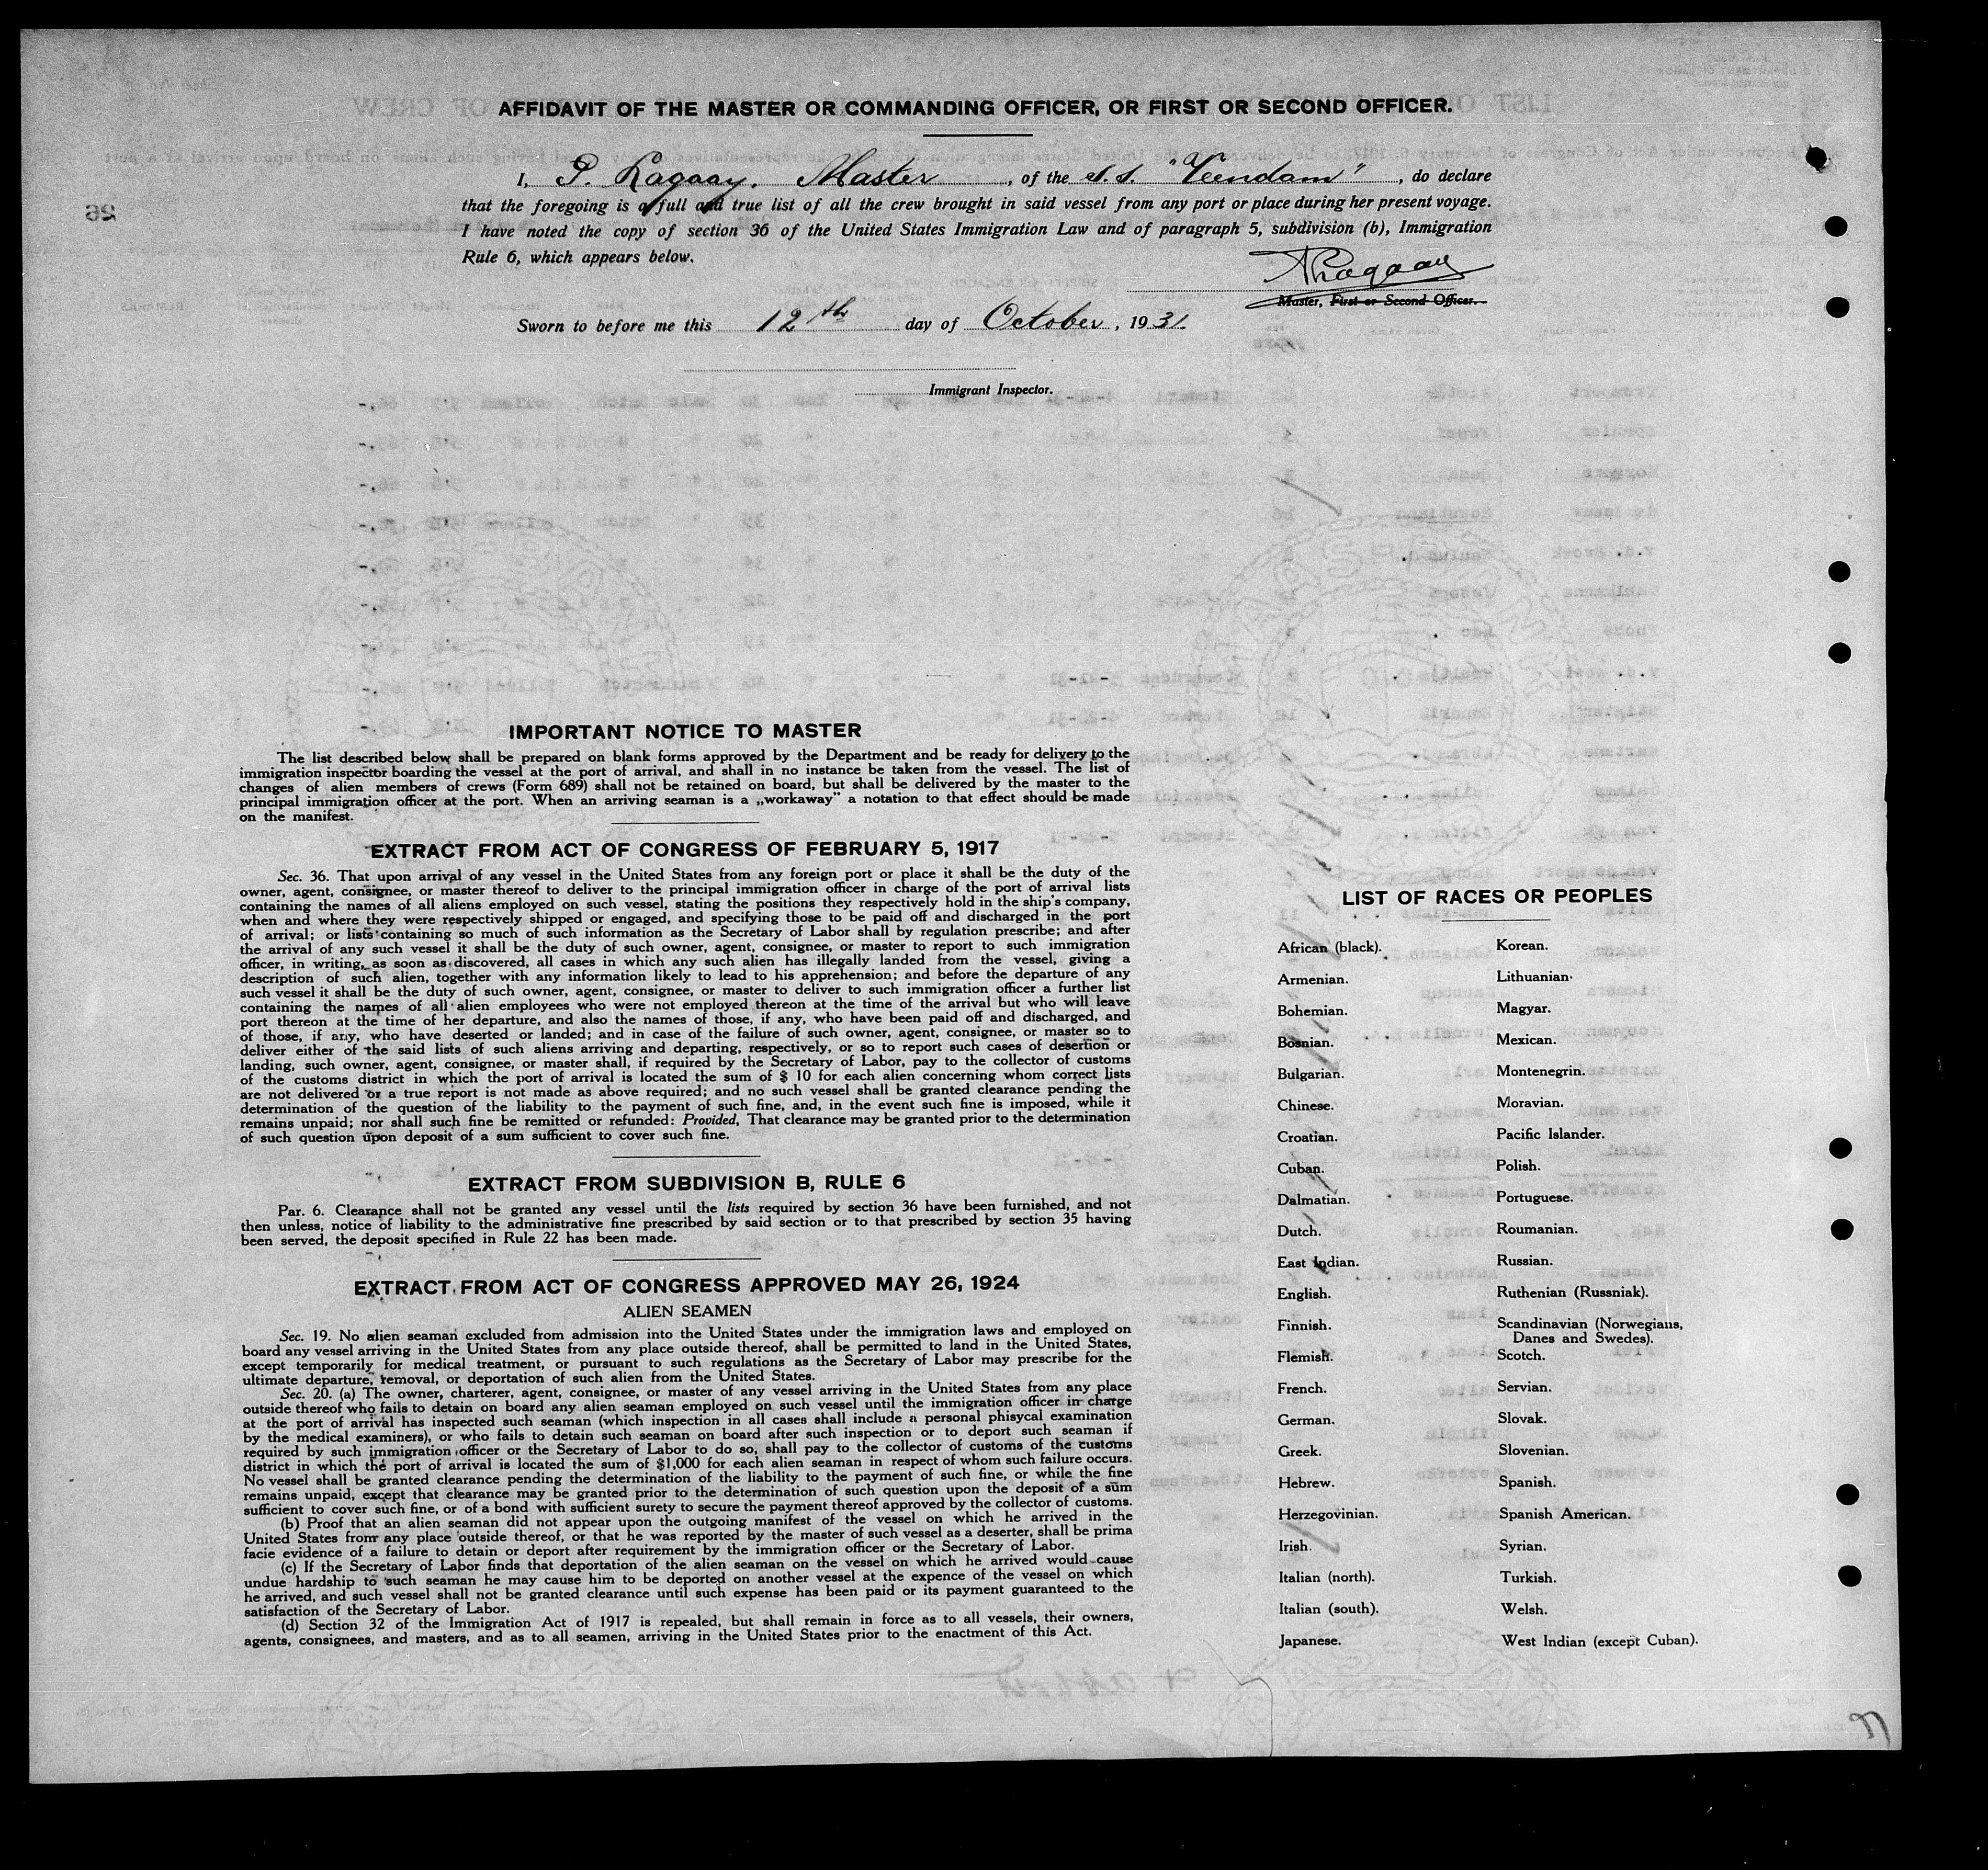 AFFIDAVIT OF THE MASTER OR COMMANDING OFFICER, OR FIRST OR SECOND OFFICER.
I, P. Lagaay. Master, of the s.s. "Veendam", do declare
that the foregoing is a full and true list of all the crew brought in said vessel from any port or place during her present voyage.
I have noted the copy of section 36 of the United States Immigration Law and of paragraph 5, subdivision (b), Immigration
Rule 6, which appears below.
PLagaay
Master, First or Second Officer.
Sworn to before me this 12th day of October, 1931.
Immigrant Inspector.
IMPORTANT NOTICE TO MASTER
The list described below shall be prepared on blank forms approved by the Department and be ready for delivery to the
immigration inspector boarding the vessel at the port of arrival, and shall in no instance be taken from the vessel. The list of
changes of alien members of crews (Form 689) shall not be retained on board, but shall be delivered by the master to the
principal immigration officer at the port. When an arriving seaman is a „workaway” a notation to that effect should be made
on the manifest.
EXTRACT FROM ACT OF CONGRESS OF FEBRUARY 5, 1917
Sec. 36. That upon arrival of any vessel in the United States from any foreign port or place it shall be the duty of the
owner, agent, consignee, or master thereof to deliver to the principal immigration officer in charge of the port of arrival lists
containing the names of all aliens employed on such vessel, stating the positions they respectively hold in the ship's company,
when and where they were respectively shipped or engaged, and specifying those to be paid off and discharged in the port
of arrival; or lists containing so much of such information as the Secretary of Labor shall by regulation prescribe; and after
the arrival of any such vessel it shall be the duty of such owner, agent, consignee, or master to report to such immigration
officer, in writing, as soon as discovered, all cases in which any such alien has illegally landed from the vessel, giving a
description of such alien, together with any information likely to lead to his apprehension; and before the departure of any
such vessel it shall be the duty of such owner, agent, consignee, or master to deliver to such immigration officer a further list
containing the names of all alien employees who were not employed thereon at the time of the arrival but who will leave
port thereon at the time of her departure, and also the names of those, if any, who have been paid off and discharged, and
of those, if any, who have deserted or landed; and in case of the failure of such owner, agent, consignee, or master so to
deliver either of the said lists of such aliens arriving and departing, respectively, or so to report such cases of desertion or
landing, such owner, agent, consignee, or master shall, if required by the Secretary of Labor, pay to the collector of customs
of the customs district in which the port of arrival is located the sum of $ 10 for each alien concerning whom correct lists
are not delivered or a true report is not made as above required; and no such vessel shall be granted clearance pending the
determination of the question of the liability to the payment of such fine, and, in the event such fine is imposed, while it
remains unpaid; nor shall such fine be remitted or refunded: Provided, That clearance may be granted prior to the determination
of such question upon deposit of a sum sufficient to cover such fine.
EXTRACT FROM SUBDIVISION B, RULE 6
Par. 6. Clearance shall not be granted any vessel until the lists required by section 36 have been furnished, and not
then unless, notice of liability to the administrative fine prescribed by said section or to that prescribed by section 35 having
been served, the deposit specified in Rule 22 has been made.
EXTRACT FROM ACT OF CONGRESS APPROVED MAY 26, 1924
ALIEN SEAMEN
Sec. 19. No alien seaman excluded from admission into the United States under the immigration laws and employed on
board any vessel arriving in the United States from any place outside thereof, shall be permitted to land in the United States,
except temporarily for medical treatment, or pursuant to such regulations as the Secretary of Labor may prescribe for the
ultimate departure, removal, or deportation of such alien from the United States.
Sec. 20. (a) The owner, charterer, agent, consignee, or master of any vessel arriving in the United States from any place
outside thereof who fails to detain on board any alien seaman employed on such vessel until the immigration officer in charge
at the port of arrival has inspected such seaman (which inspection in all cases shall include a personal phisycal examination
by the medical examiners), or who fails to detain such seaman on board after such inspection or to deport such seaman if
required by such immigration officer or the Secretary of Labor to do so, shall pay to the collector of customs of the customs
district in which the port of arrival is located the sum of $1,000 for each alien seaman in respect of whom such failure occurs.
No vessel shall be granted clearance pending the determination of the liability to the payment of such fine, or while the fine
remains unpaid, except that clearance may be granted prior to the determination of such question upon the deposit of a sum
sufficient to cover such fine, or of a bond with sufficient surety to secure the payment thereof approved by the collector of customs.
(b) Proof that an alien seaman did not appear upon the outgoing manifest of the vessel on which he arrived in the
United States from any place outside thereof, or that he was reported by the master of such vessel as a deserter, shall be prima
facie evidence of a failure to detain or deport after requirement by the immigration officer or the Secretary of Labor.
(c) If the Secretary of Labor finds that deportation of the alien seaman on the vessel on which he arrived would cause
undue hardship to such seaman he may cause him to be deported on another vessel at the expence of the vessel on which
he arrived, and such vessel shall not be granted clearance until such expense has been paid or its payment guaranteed to the
satisfaction of the Secretary of Labor.
(d) Section 32 of the Immigration Act of 1917 is repealed, but shall remain in force as to all vessels, their owners,
agents, consignees, and masters, and as to all seamen, arriving in the United States prior to the enactment of this Act.
LIST OF RACES OR PEOPLES
African (black).
Armenian.
Bohemian.
Bosnian.
Bulgarian.
Chinese.
Croatian.
Cuban.
Dalmatian.
Dutch.
East Indian.
English.
Finnish.
Flemish.
French.
German.
Greek.
Hebrew.
Herzegovinian.
Irish.
Italian (north).
Italian (south).
Japanese.
Korean.
Lithuanian.
Magyar.
Mexican.
Montenegrin.
Moravian.
Pacific Islander.
Polish.
Portuguese.
Roumanian.
Russian.
Ruthenian (Russniak).
Scandinavian (Norwegians,
Danes and Swedes).
Scotch.
Servian.
Slovak.
Slovenian.
Spanish.
Spanish American.
Syrian.
Turkish.
Welsh.
West Indian (except Cuban).